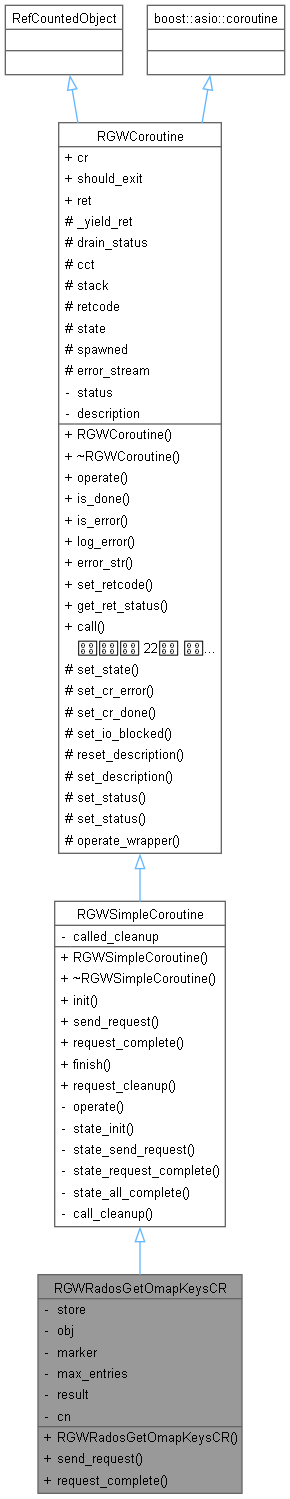 RefCountedObject
boost::asio::coroutine
RGWCoroutine
+ cr
+ should_exit
+ ret
# _yield_ret
# drain_status
# cct
# stack
# retcode
# state
# spawned
# error_stream
- status
- description
+ RGWCoroutine()
+ ~RGWCoroutine()
+ operate()
+ is_done()
+ is_error()
+ log_error()
+ error_str()
+ set_retcode()
+ get_ret_status()
+ call()
22 ...
# set_state()
# set_cr_error()
# set_cr_done()
# set_io_blocked()
# reset_description()
# set_description()
# set_status()
# set_status()
# operate_wrapper()
RGWSimpleCoroutine
- called_cleanup
+ RGWSimpleCoroutine()
+ ~RGWSimpleCoroutine()
+ init()
+ send_request()
+ request_complete()
+ finish()
+ request_cleanup()
- operate()
- state_init()
- state_send_request()
- state_request_complete()
- state_all_complete()
- call_cleanup()
RGWRadosGetOmapKeysCR
- store
- obj
- marker
- max_entries
- result
- cn
+ RGWRadosGetOmapKeysCR()
+ send_request()
+ request_complete()